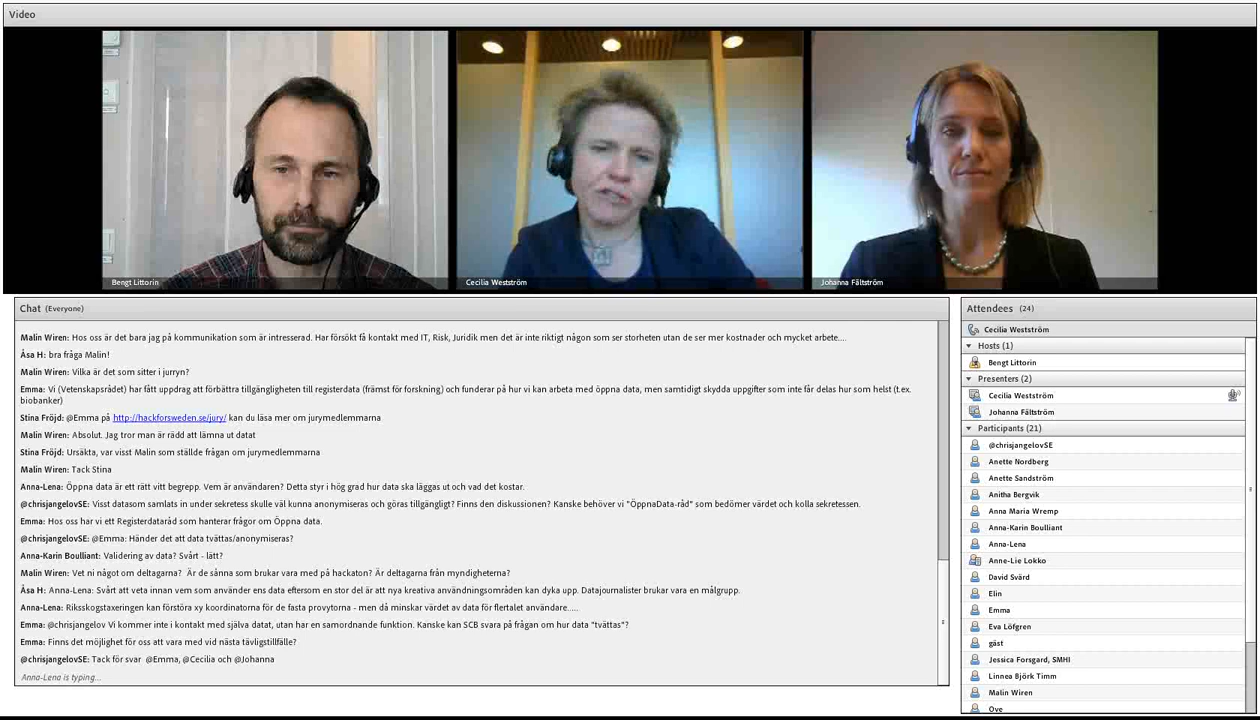 Video
Bengt Littorin
Cecilia Westström
Johanna Fältström
Chat (Everyone)
Malin Wiren: Hos oss är det bara jag på kommunikation som är intresserad. Har försökt få kontakt med IT, Risk, Juridik men det är inte riktigt någon som ser storheten utan de ser mer kostnader och mycket arbete....
Åsa H: bra fråga Malin!
Malin Wiren: Vilka är det som sitter i jurryn?
Emma: Vi (Vetenskapsrådet) har fått uppdrag att förbättra tillgängligheten till registerdata (främst för forskning) och funderar på hur vi kan arbeta med öppna data, men samtidigt skydda uppgifter som inte får delas hur som helst (t.ex.
biobanker)
Stina Fröjd: @Emma på http://hackforsweden.se/jury/ kan du läsa mer om jurymedlemmarna
Malin Wiren: Absolut. Jag tror man är rädd att lämna ut datat
Stina Fröjd: Ursäkta, var visst Malin som ställde frågan om jurymedlemmarna
Malin Wiren: Tack Stina
Anna-Lena: Öppna data är ett rätt vitt begrepp. Vem är användaren? Detta styr i hög grad hur data ska läggas ut och vad det kostar.
@chrisjangelovSE: Visst datasom samlats in under sekretess skulle väl kunna anonymiseras och göras tillgängligt? Finns den diskussionen? Kanske behöver vi "ÖppnaData-råd" som bedömer värdet och kolla sekretessen.
Emma: Hos oss har vi ett Registerdataråd som hanterar frågor om Öppna data.
@chrisjangelovSE: @Emma: Händer det att data tvättas/anonymiseras?
Anna-Karin Boulliant: Validering av data? Svårt - lätt?
Malin Wiren: Vet ni något om deltagarna? Är de sånna som brukar vara med på hackaton? Är deltagarna från myndigheterna?
Åsa H: Anna-Lena: Svårt att veta innan vem som använder ens data eftersom en stor del är att nya kreativa användningsområden kan dyka upp. Datajournalister brukar vara en målgrupp.
Anna-Lena: Riksskogstaxeringen kan förstöra xy koordinatorna för de fasta provytorna - men då minskar värdet av data för flertalet användare.....
Emma: @chrisjangelov Vi kommer inte i kontakt med själva datat, utan har en samordnande funktion. Kanske kan SCB svara på frågan om hur data "tvättas"?
Emma: Finns det möjlighet för oss att vara med vid nästa tävligstillfälle?
@chrisjangelovSE: Tack för svar @Emma, @Cecilia och @Johanna
Anna-Lena is typing...
Attendees (24)
Cecilia Westström
Hosts (1)
Bengt Littorin
Presenters (2)
Cecilia Westström
Johanna Fältström
Participants (21)
@chrisjangelovSE
Anette Nordberg
Anette Sandström
Anitha Bergvik
Anna Maria Wremp
Anna-Karin Boulliant
Anna-Lena
Anne-Lie Lokko
David Svärd
Elin
Emma
Eva Löfgren
gäst
Jessica Forsgard, SMHI
Linnea Björk Timm
Malin Wiren
Ove